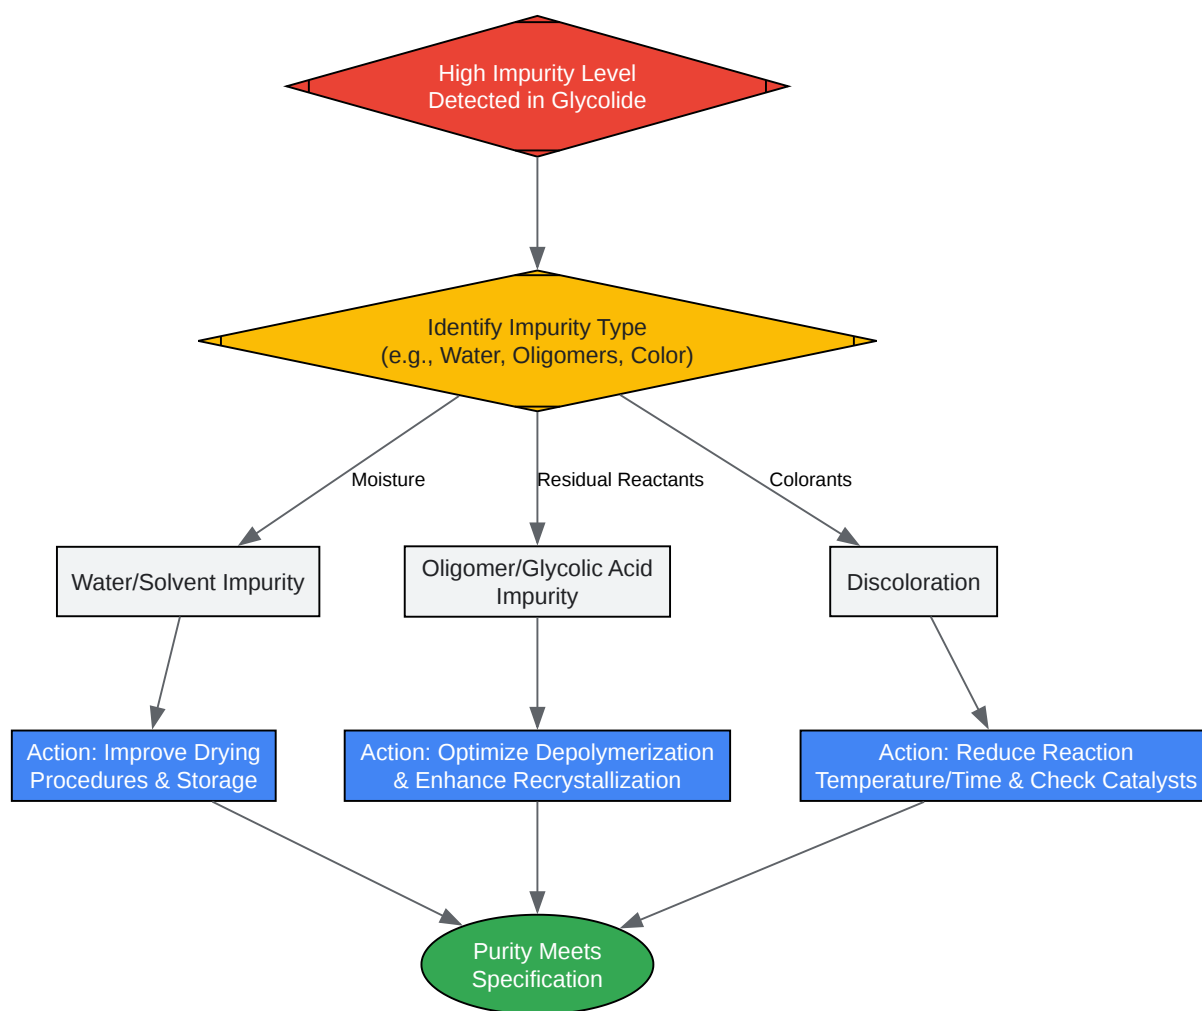 High Impurity Level
Detected in Glycolide
Identify Impurity Type
(e.g., Water, Oligomers, Color)
Moisture
Residual Reactants
Colorants
Water/Solvent Impurity
Oligomer/Glycolic Acid
Impurity
Discoloration
Action: Improve Drying
Procedures & Storage
Action: Optimize Depolymerization
& Enhance Recrystallization
Action: Reduce Reaction
Temperature/Time & Check Catalysts
Purity Meets
Specification